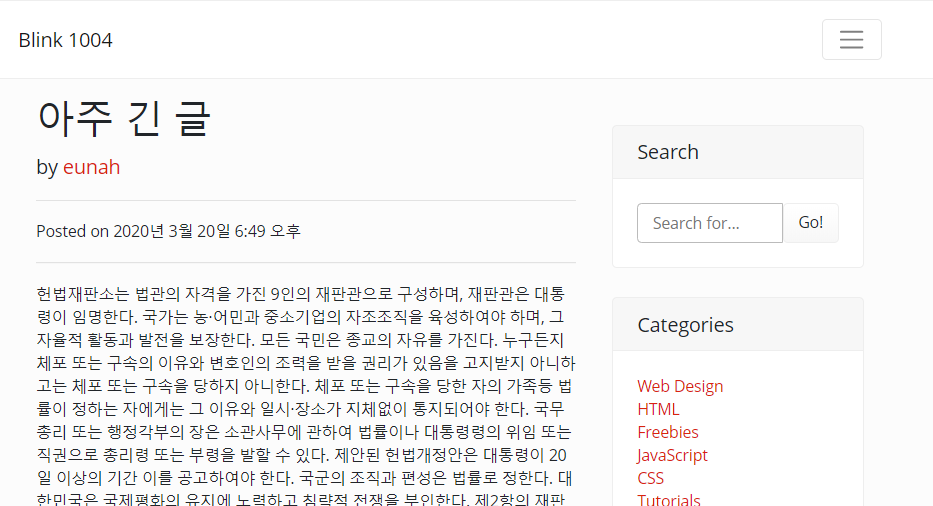 Blink 1004
아주 긴 글
by eunah
Posted on 2020년 3월 20일 6:49 오후
헌법재판소는 법관의 자격을 가진 9인의 재판관으로 구성하며, 재판관은 대통
령이 임명한다. 국가는 농·어민과 중소기업의 자조조직을 육성하여야 하며, 그
자율적 활동과 발전을 보장한다. 모든 국민은 종교의 자유를 가진다. 누구든지
체포 또는 구속의 이유와 변호인의 조력을 받을 권리가 있음을 고지받지 아니하
고는 체포 또는 구속을 당하지 아니한다. 체포 또는 구속을 당한 자의 가족등 법
률이 정하는 자에게는 그 이유와 일시·장소가 지체없이 통지되어야 한다. 국무
총리 또는 행정각부의 장은 소관사무에 관하여 법률이나 대통령령의 위임 또는
직권으로 총리령 또는 부령을 발할 수 있다. 제안된 헌법개정안은 대통령이 20
일 이상의 기간 이를 공고하여야 한다. 국군의 조직과 편성은 법률로 정한다. 대
한민국은 국제평화의 유지에 노력하고 침략적 전쟁을 부인한다. 제2항의 재판
Search
Search for...
Go!
Categories
Web Design
HTML
Freebies
JavaScript
CSS
Tutorials